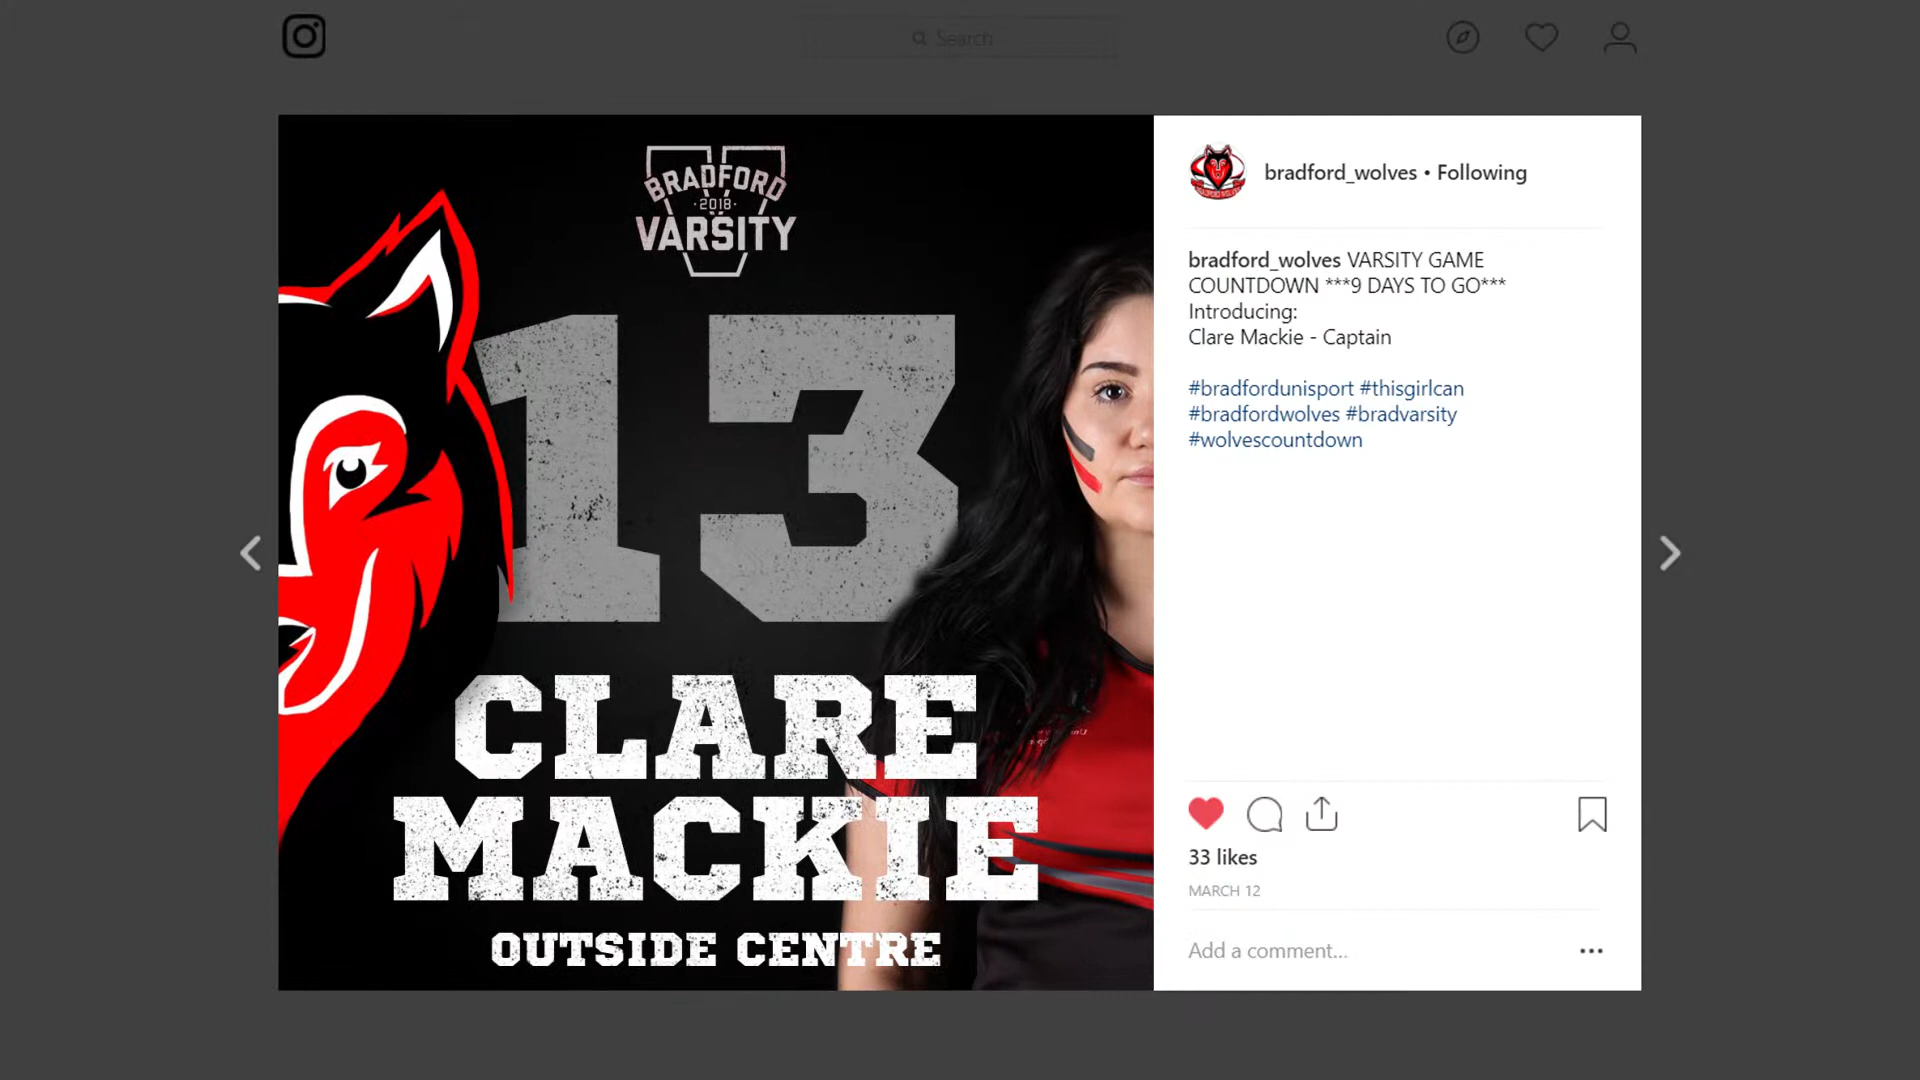 Search
BRADFORD
·2018·
VARSITY
13
CLARE
MACKIE
OUTSIDE CENTRE
bradford_wolves • Following
bradford_wolves VARSITY GAME
COUNTDOWN ***9 DAYS TO GO***
Introducing:
Clare Mackie - Captain
#bradfordunisport #thisgirlcan
#bradfordwolves #bradvarsity
#wolvescountdown
33 likes
MARCH 12
Add a comment...